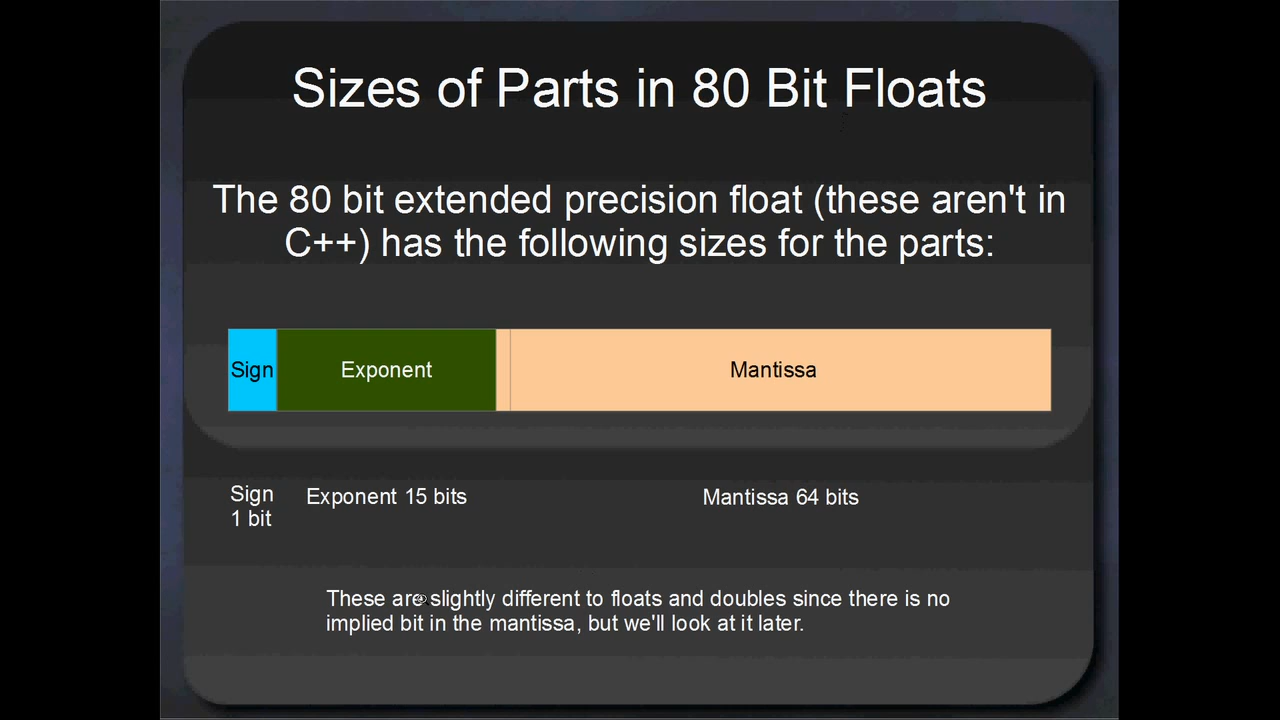 Sizes of Parts in 80 Bit Floats
The 80 bit extended precision float (these aren't in
C++) has the following sizes for the parts:
Sign
Exponent
Mantissa
Sign
1 bit
Exponent 15 bits
Mantissa 64 bits
These are slightly different to floats and doubles since there is no
implied bit in the mantissa, but we'll look at it later.